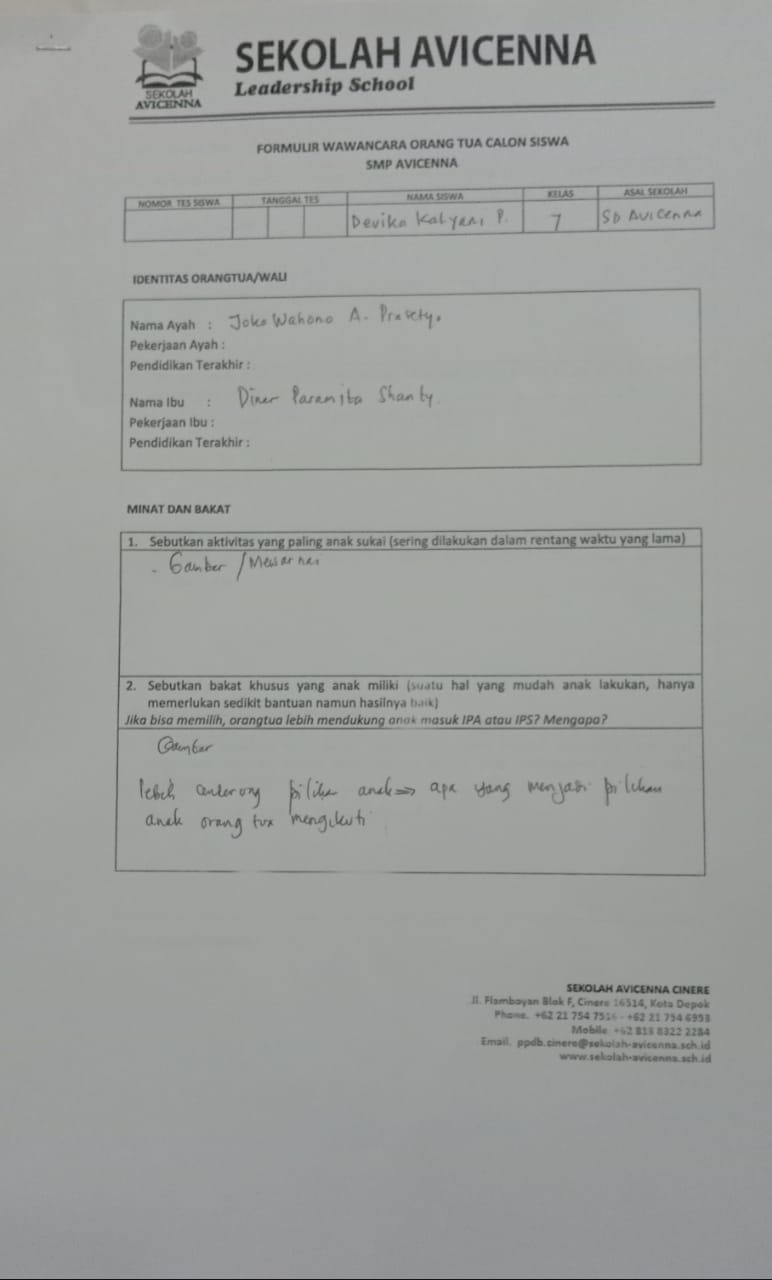 SEKOLAH AVICENNA
Leadership School
SEKOLAH
AVICENNA
FORMULIR WAWANCARA ORANG TUA CALON SISWA
SMP AVICENNA
NOMOR TES SISWA TANGGAL TES NAMA SISWA KELAS ASAL SEKOLAH
Devika Kalyani P. 7 SD Avicenna
IDENTITAS ORANGTUA/WALI
Nama Ayah : Joko Wahono A. Prasetyo
Pekerjaan Ayah :
Pendidikan Terakhir :
Nama Ibu : Diner Paramita Shanty
Pekerjaan Ibu :
Pendidikan Terakhir :
MINAT DAN BAKAT
1. Sebutkan aktivitas yang paling anak sukai (sering dilakukan dalam rentang waktu yang lama)
- Gambar / Mewarnai
2. Sebutkan bakat khusus yang anak miliki (suatu hal yang mudah anak lakukan, hanya
memerlukan sedikit bantuan namun hasilnya baik)
Jika bisa memilih, orangtua lebih mendukung anak masuk IPA atau IPS? Mengapa?
Gambar
lebih cenderung pilihan anak => apa yang menjadi pilihan
anak orang tua mengikuti
SEKOLAH AVICENNA CINERE
Jl. Flamboyan Blok F, Cinere 16514, Kota Depok
Phone. +62 21 754 7516 - +62 21 754 6953
Mobile. +62 818 8322 2284
Email. ppdb.cinere@sekolah-avicenna.sch.id
www.sekolah-avicenna.sch.id